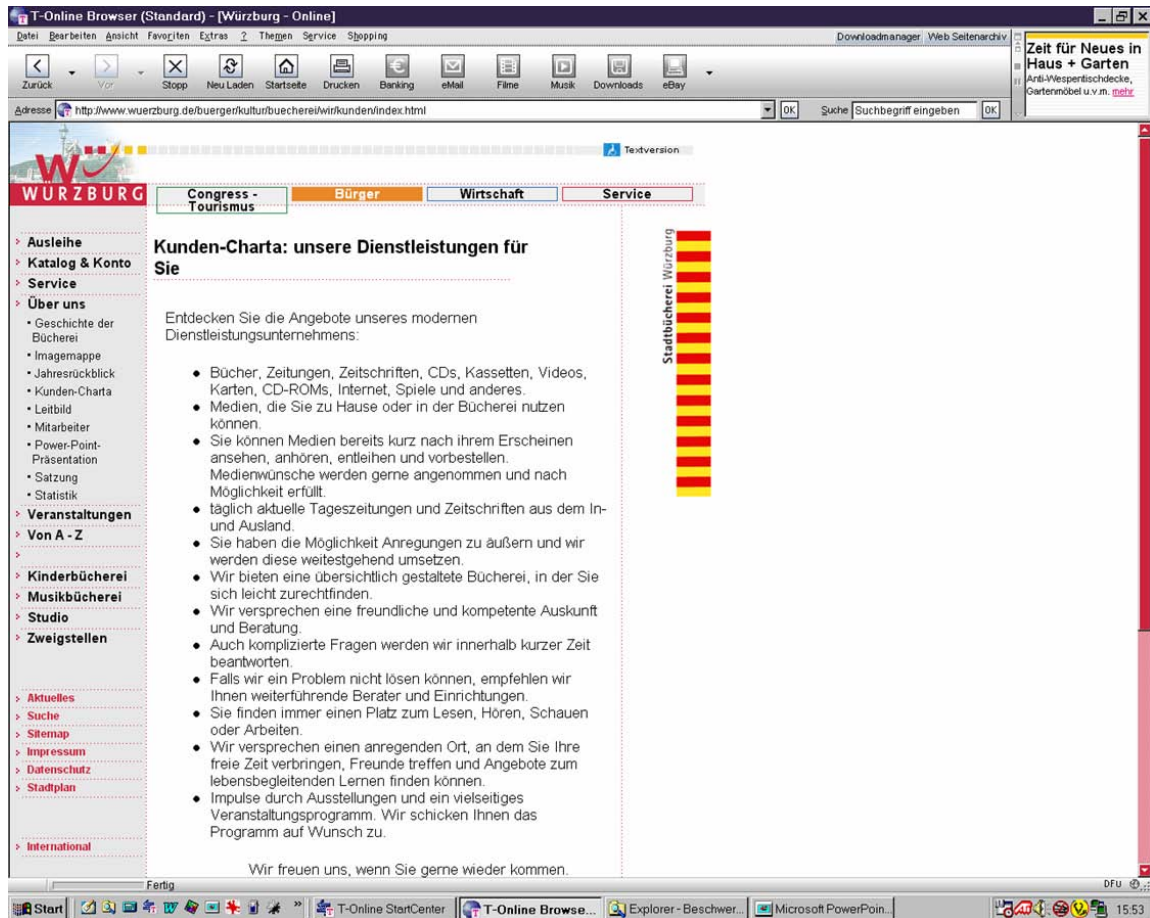 T-Online Browser (Standard) - [Würzburg - Online]
Datei Bearbeiten Ansicht Favoriten Extras ? Themen Service Shopping
Downloadmanager Web Seitenarchiv
Zurück Vor Stopp Neu Laden Startseite Drucken Banking eMail Filme Musik Downloads eBay
Zeit für Neues in
Haus + Garten
Anti-Wespentischdecke,
Gartenmöbel u.v.m. mehr
Adresse http://www.wuerzburg.de/buerger/kultur/buecherei/wir/kunden/index.html OK Suche Suchbegriff eingeben OK
Textversion
WÜRZBURG
Congress -
Tourismus
Bürger
Wirtschaft
Service
Ausleihe
Katalog & Konto
Service
Über uns
• Geschichte der
Bücherei
• Imagemappe
• Jahresrückblick
• Kunden-Charta
• Leitbild
• Mitarbeiter
• Power-Point-
Präsentation
• Satzung
• Statistik
Veranstaltungen
Von A - Z
Kinderbücherei
Musikbücherei
Studio
Zweigstellen
Aktuelles
Suche
Sitemap
Impressum
Datenschutz
Stadtplan
International
Kunden-Charta: unsere Dienstleistungen für
Sie
Entdecken Sie die Angebote unseres modernen
Dienstleistungsunternehmens:
• Bücher, Zeitungen, Zeitschriften, CDs, Kassetten, Videos,
Karten, CD-ROMs, Internet, Spiele und anderes.
• Medien, die Sie zu Hause oder in der Bücherei nutzen
können.
• Sie können Medien bereits kurz nach ihrem Erscheinen
ansehen, anhören, entleihen und vorbestellen.
Medienwünsche werden gerne angenommen und nach
Möglichkeit erfüllt.
• täglich aktuelle Tageszeitungen und Zeitschriften aus dem In-
und Ausland.
• Sie haben die Möglichkeit Anregungen zu äußern und wir
werden diese weitestgehend umsetzen.
• Wir bieten eine übersichtlich gestaltete Bücherei, in der Sie
sich leicht zurechtfinden.
• Wir versprechen eine freundliche und kompetente Auskunft
und Beratung.
• Auch komplizierte Fragen werden wir innerhalb kurzer Zeit
beantworten.
• Falls wir ein Problem nicht lösen können, empfehlen wir
Ihnen weiterführende Berater und Einrichtungen.
• Sie finden immer einen Platz zum Lesen, Hören, Schauen
oder Arbeiten.
• Wir versprechen einen anregenden Ort, an dem Sie Ihre
freie Zeit verbringen, Freunde treffen und Angebote zum
lebensbegleitenden Lernen finden können.
• Impulse durch Ausstellungen und ein vielseitiges
Veranstaltungsprogramm. Wir schicken Ihnen das
Programm auf Wunsch zu.
Wir freuen uns, wenn Sie gerne wieder kommen.
Stadtbücherei Würzburg
Fertig
DFU
Start T-Online StartCenter T-Online Browse... Explorer - Beschwer... Microsoft PowerPoin... 15:53